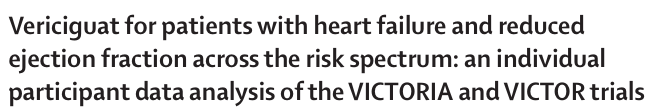 Vericiguat for patients with heart failure and reduced
ejection fraction across the risk spectrum: an individual
participant data analysis of the VICTORIA and VICTOR trials